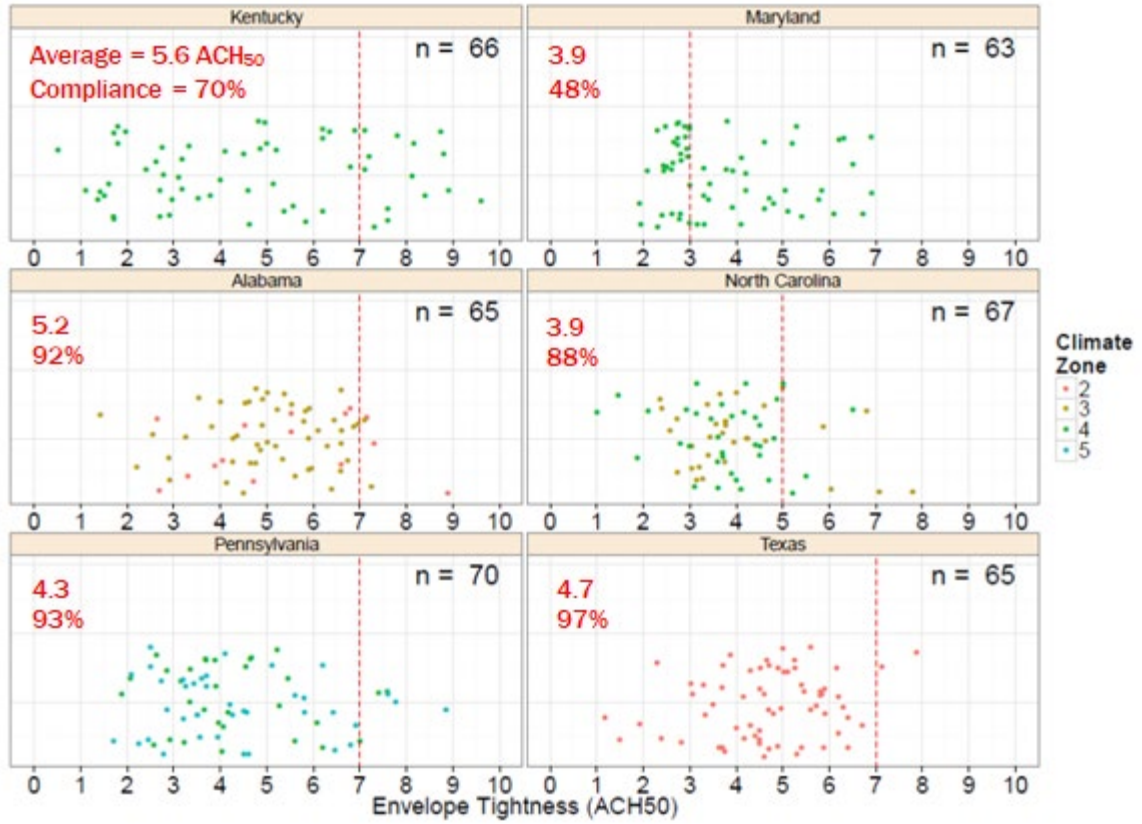 Kentucky
Average = 5.6 ACH₅₀
Compliance = 70%
n = 66
0 1 2 3 4 5 6 7 8 9 10
Maryland
3.9
48%
n = 63
0 1 2 3 4 5 6 7 8 9 10
Alabama
5.2
92%
n = 65
0 1 2 3 4 5 6 7 8 9 10
North Carolina
3.9
88%
n = 67
0 1 2 3 4 5 6 7 8 9 10
Pennsylvania
4.3
93%
n = 70
0 1 2 3 4 5 6 7 8 9 10
Texas
4.7
97%
n = 65
0 1 2 3 4 5 6 7 8 9 10
Envelope Tightness (ACH50)
Climate
Zone
2
3
4
5